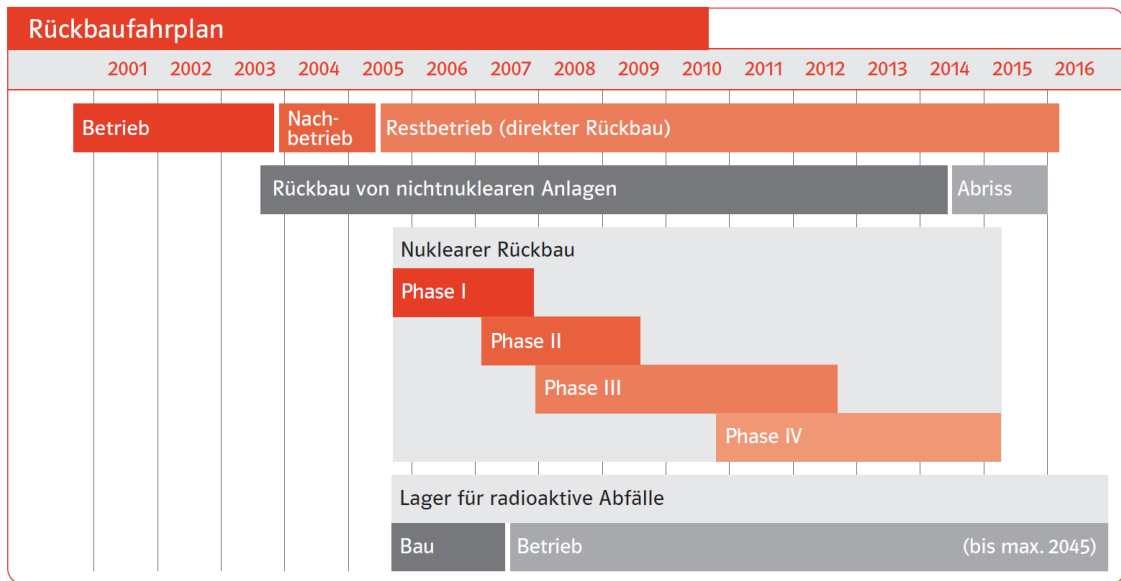 Rückbaufahrplan
2001 2002 2003 2004 2005 2006 2007 2008 2009 2010 2011 2012 2013 2014 2015 2016
Betrieb
Nach-
betrieb
Restbetrieb (direkter Rückbau)
Rückbau von nichtnuklearen Anlagen
Abriss
Nuklearer Rückbau
Phase I
Phase II
Phase III
Phase IV
Lager für radioaktive Abfälle
Bau
Betrieb
(bis max. 2045)